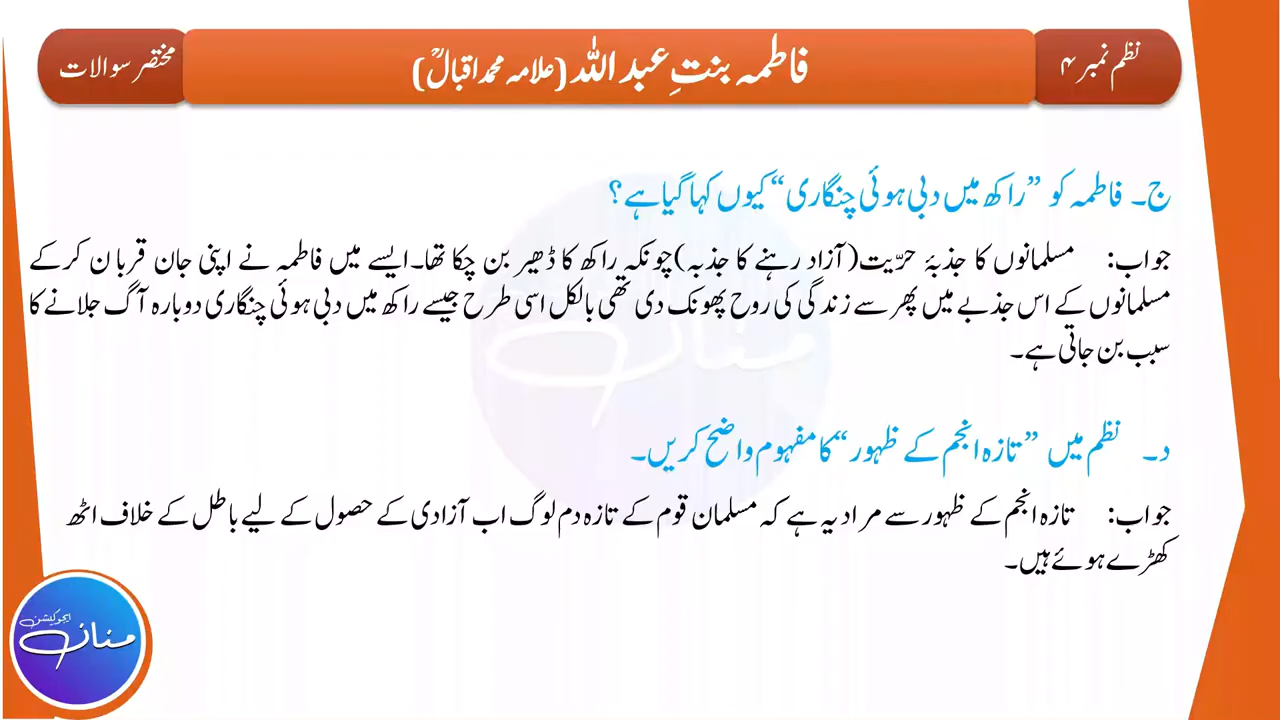 نظم نمبر ۴
فاطمہ بنتِ عبد اللہ (علامہ محمد اقبالؒ)
مختصر سوالات
ج۔ فاطمہ کو ”راکھ میں دبی ہوئی چنگاری“ کیوں کہا گیا ہے؟
جواب: مسلمانوں کا جذبۂ حرّیت(آزاد رہنے کا جذبہ)چونکہ راکھ کا ڈھیر بن چکا تھا۔ایسے میں فاطمہ نے اپنی جان قربان کرکے
مسلمانوں کے اس جذبے میں پھر سے زندگی کی روح پھونک دی تھی بالکل اسی طرح جیسے راکھ میں دبی ہوئی چنگاری دوبارہ آگ جلانے کا
سبب بن جاتی ہے۔
د۔ نظم میں ”تازہ انجم کے ظہور“کا مفہوم واضح کریں۔
جواب: تازہ انجم کے ظہور سے مراد یہ ہے کہ مسلمان قوم کے تازہ دم لوگ اب آزادی کے حصول کے لیے باطل کے خلاف اٹھ
کھڑے ہوئے ہیں۔
ایجوکیشن
منان